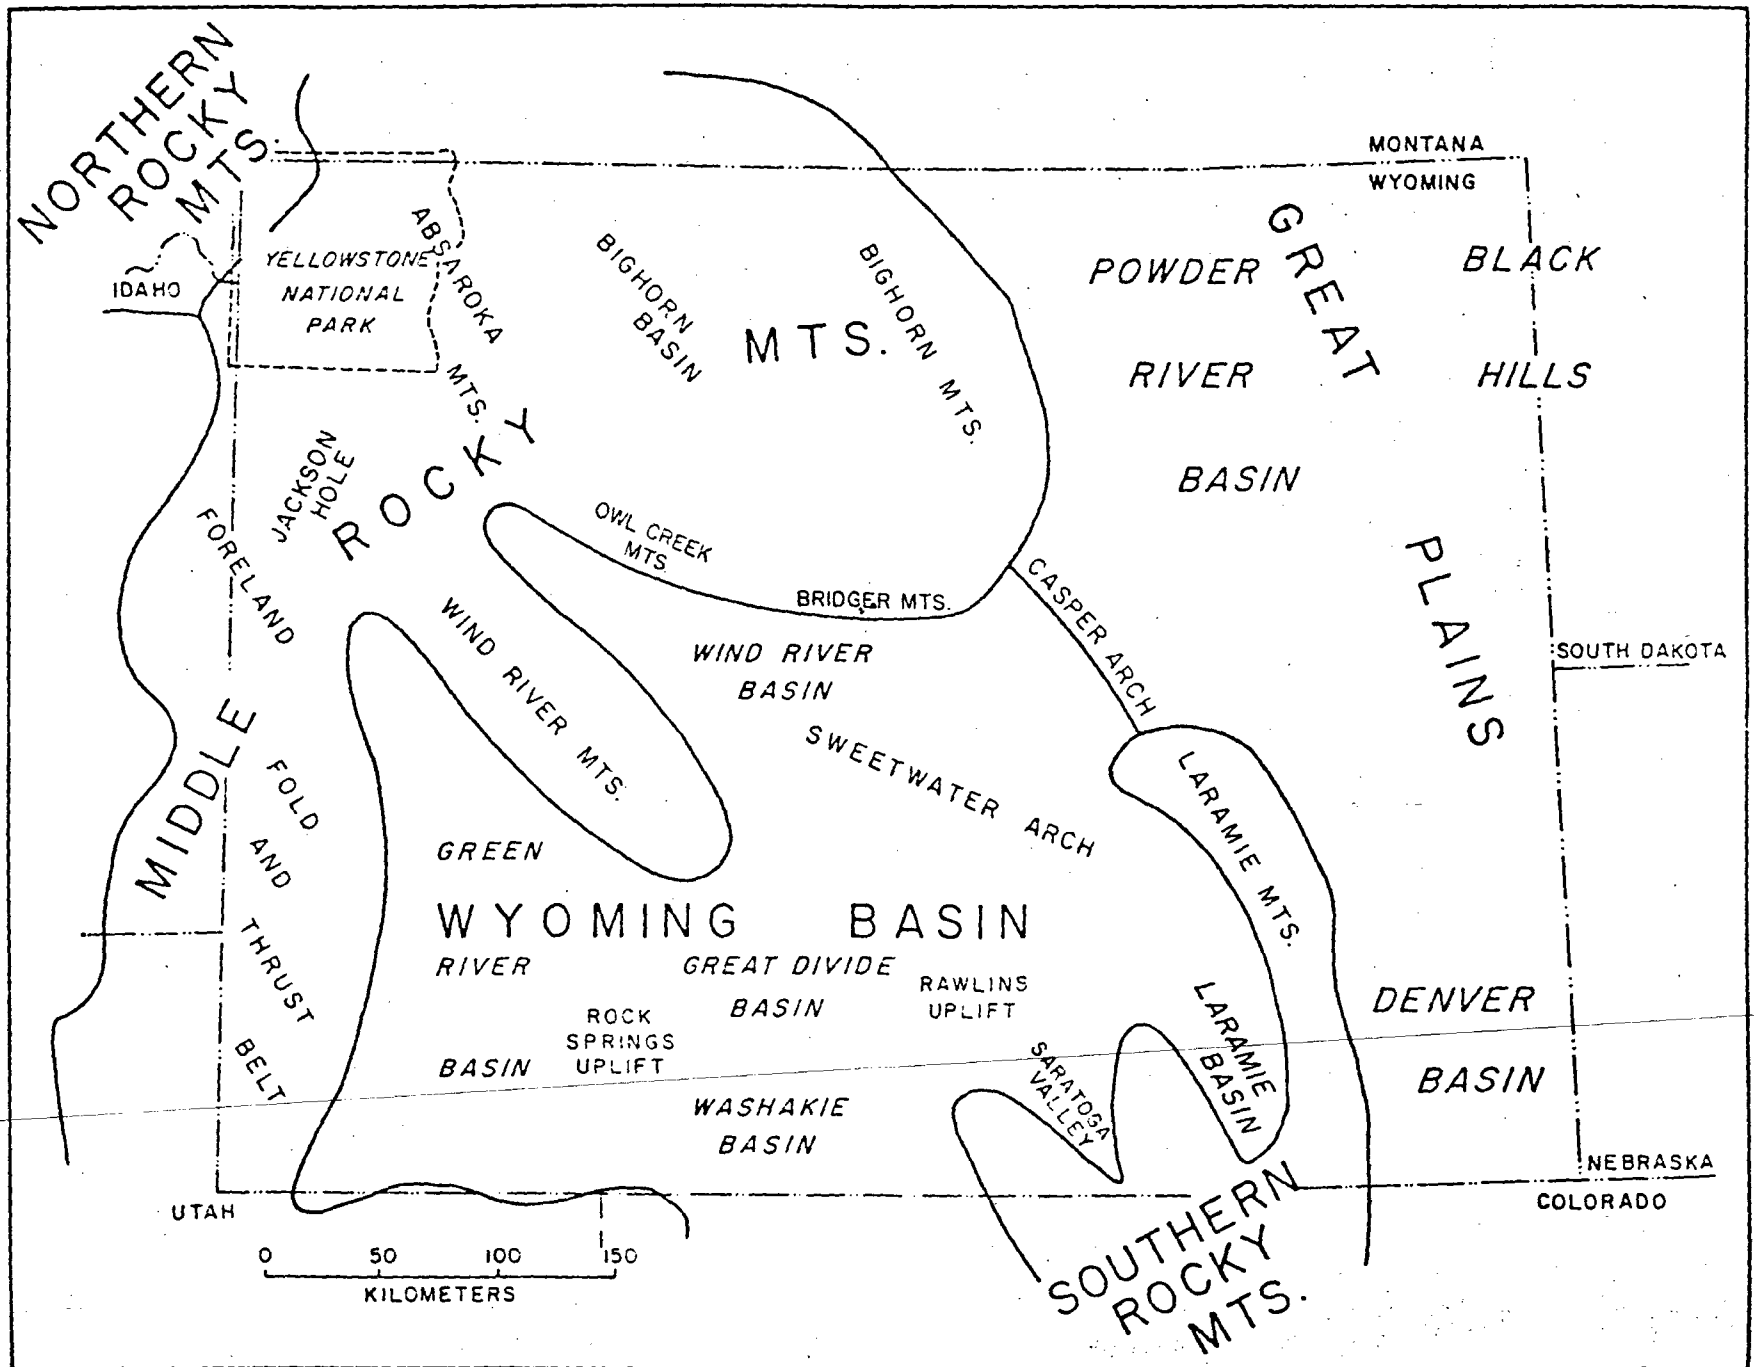 NORTHERN
ROCKY
MTS.
MONTANA
WYOMING
IDAHO
YELLOWSTONE
NATIONAL
PARK
ABSAROKA MTS.
BIGHORN
BASIN
BIGHORN MTS.
POWDER
RIVER
BASIN
GREAT PLAINS
BLACK
HILLS
MIDDLE ROCKY MTS.
JACKSON
HOLE
FORELAND FOLD AND THRUST BELT
OWL CREEK
MTS.
BRIDGER MTS.
CASPER ARCH
WIND RIVER MTS.
WIND RIVER
BASIN
SWEETWATER ARCH
SOUTH DAKOTA
LARAMIE MTS.
GREEN
RIVER
BASIN
WYOMING BASIN
GREAT DIVIDE
BASIN
RAWLINS
UPLIFT
ROCK
SPRINGS
UPLIFT
WASHAKIE
BASIN
SARATOGA
VALLEY
LARAMIE
BASIN
DENVER
BASIN
NEBRASKA
COLORADO
UTAH
SOUTHERN
ROCKY
MTS.
0 50 100 150
KILOMETERS